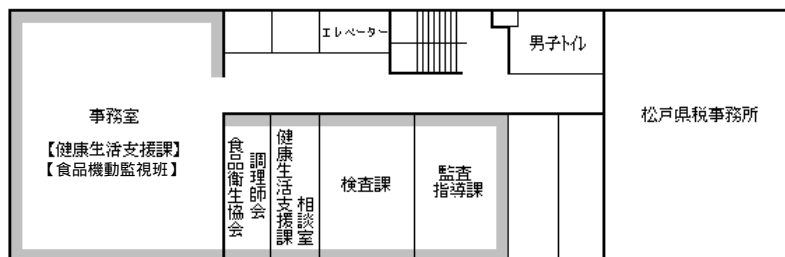 エレベーター
男子トイレ
事務室
【健康生活支援課】
【食品機動監視班】
松戸県税事務所
調理師会
食品衛生協会
健康生活支援課
相談室
検査課
監査
指導課